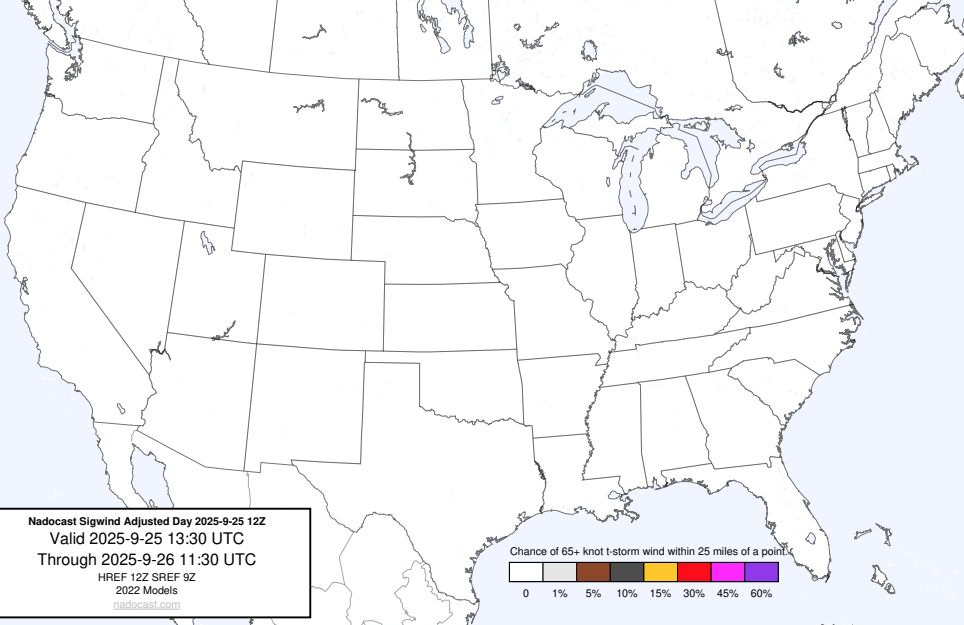 Nadocast Sigwind Adjusted Day 2025-9-25 12Z
Valid 2025-9-25 13:30 UTC
Through 2025-9-26 11:30 UTC
HREF 12Z SREF 9Z
2022 Models
nadocast.com
Chance of 65+ knot t-storm wind within 25 miles of a point.
0 1% 5% 10% 15% 30% 45% 60%